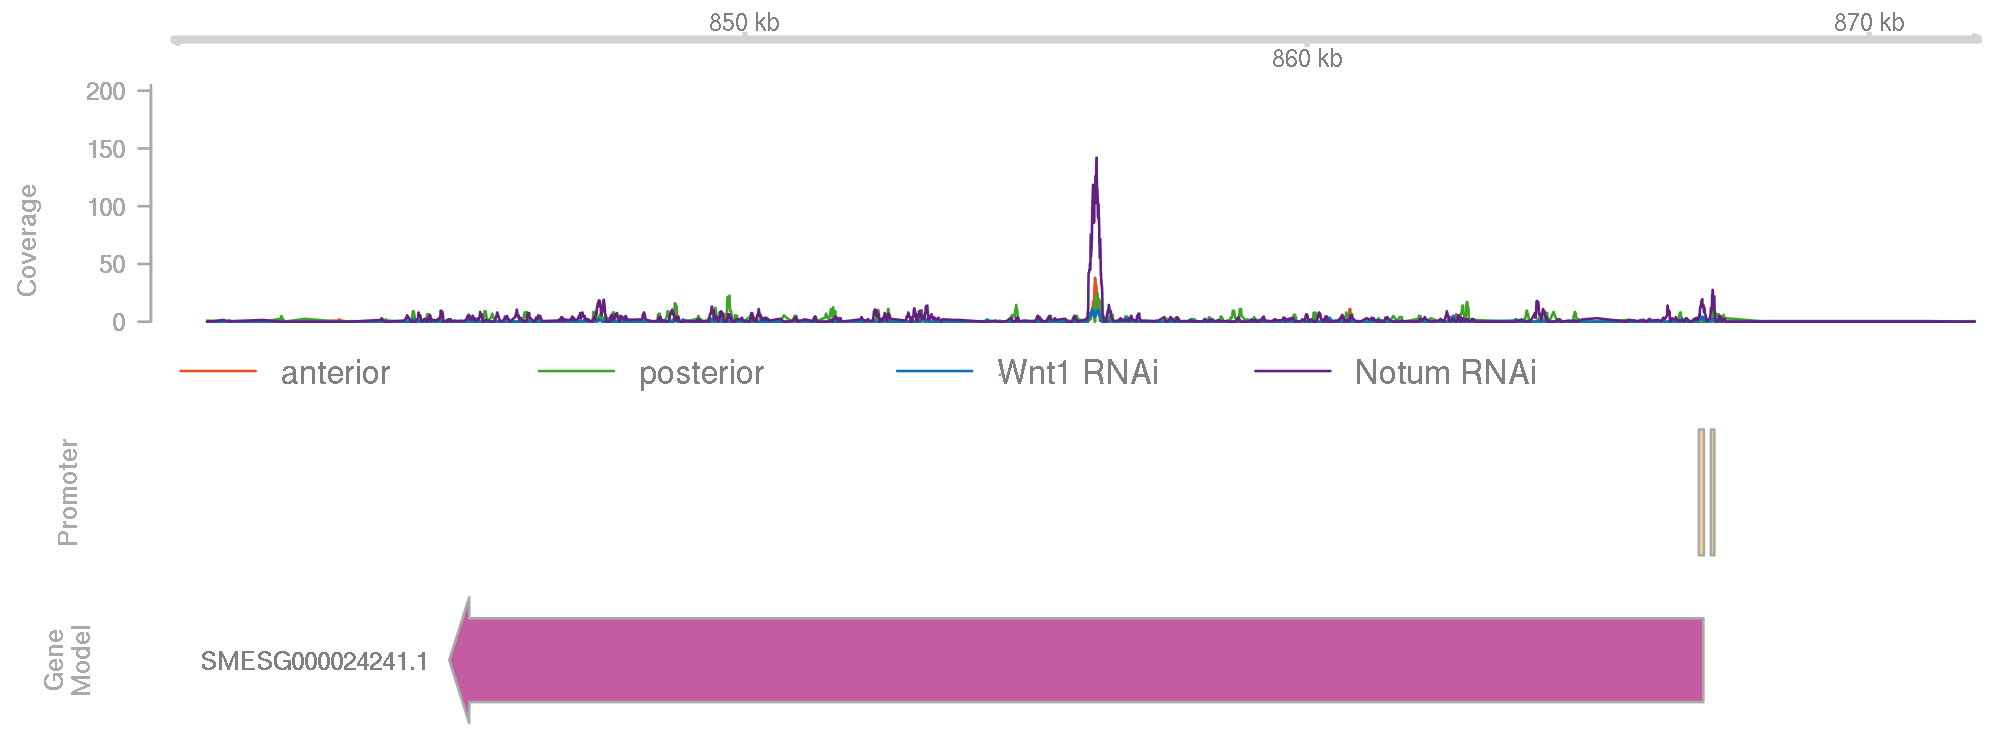 850 kb
870 kb
860 kb
200
150
100
50
0
Coverage
anterior posterior Wnt1 RNAi Notum RNAi
Promoter
Gene
Model
SMESG000024241.1